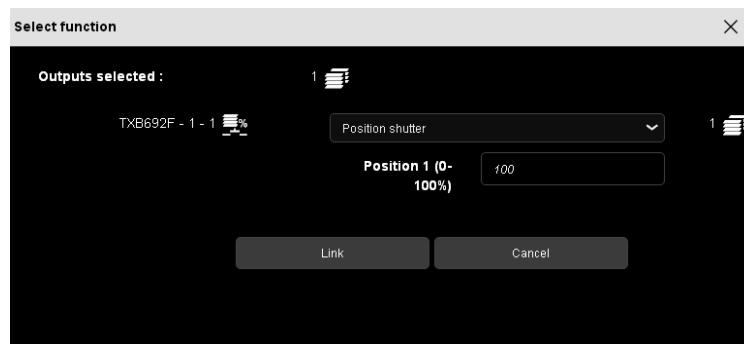 Select function
Outputs selected :
1
TXB692F - 1 - 1
%
Position shutter
1
Position 1 (0-
100%)
100
Link
Cancel